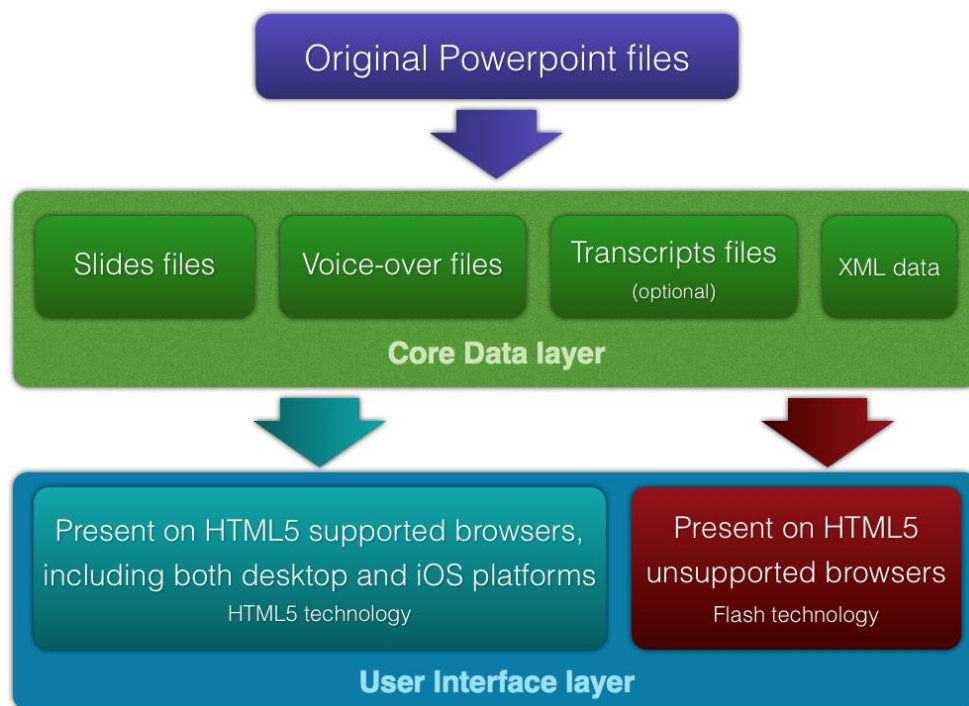 Original Powerpoint files
Slides files
Voice-over files
Transcripts files
(optional)
XML data
Core Data layer
Present on HTML5 supported browsers,
including both desktop and iOS platforms
HTML5 technology
Present on HTML5
unsupported browsers
Flash technology
User Interface layer